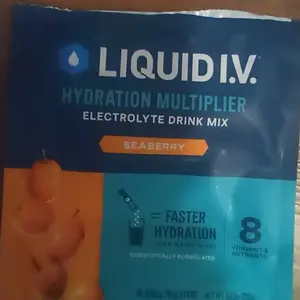 LIQUID I.V.
HYDRATION MULTIPLIER
ELECTROLYTE DRINK MIX
SEABERRY
= FASTER
HYDRATION
SCIENTIFICALLY FORMULATED
8
VITAMINS &
NUTRIENTS